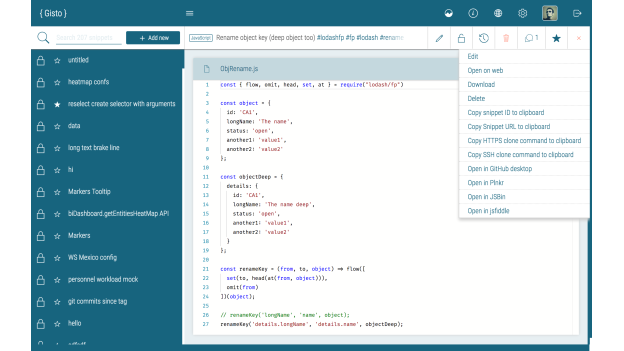 { Gisto }
Search 257 snippets
+ Add new
JavaScript Rename object key (deep object too) #lodashfp #fp #lodash #rename
1
untitled
heatmap confs
reselect create selector with arguments
data
long text brake line
hi
Markers Tooltip
biDashboard.getEntitiesHeatMap API
Markers
WS Mexico config
personnel workload mock
git commits since tag
hello
ObjRename.js
1 const { flow, omit, head, set, at } = require("lodash/fp")
2
3 const object = {
4 id: 'CA1',
5 longName: 'The name',
6 status: 'open',
7 another1: 'value1',
8 another2: 'value2'
9 };
10
11 const objectDeep = {
12 details: {
13 id: 'CA1',
14 longName: 'The name deep',
15 status: 'open',
16 another1: 'value1',
17 another2: 'value2'
18 }
19 };
20
21 const renameKey = (from, to, object) => flow([
22 set(to, head(at(from, object))),
23 omit(from)
24 ])(object);
25
26 // renameKey('longName', 'name', object);
27 renameKey('details.longName', 'details.name', objectDeep);
Edit
Open on web
Download
Delete
Copy snippet ID to clipboard
Copy Snippet URL to clipboard
Copy HTTPS clone command to clipboard
Copy SSH clone command to clipboard
Open in GitHub desktop
Open in Plnkr
Open in JSBin
Open in jsfiddle